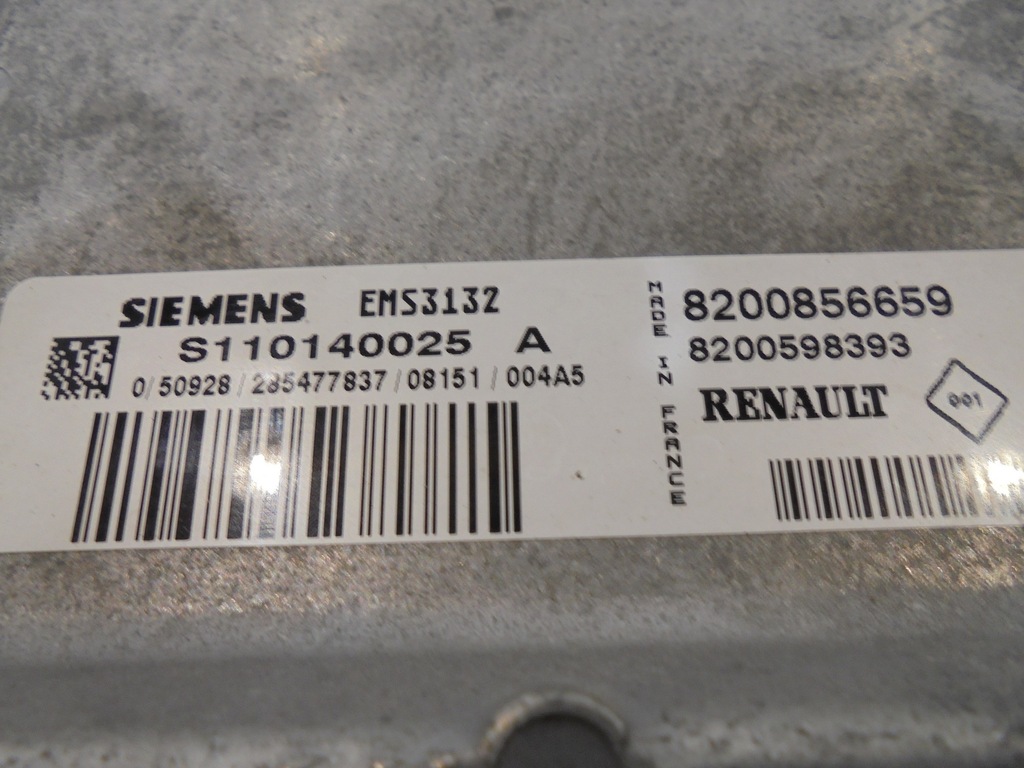 SIEMENS EMS3132
S110140025 A
0/50928/285477837/08151/004A5
MADE IN FRANCE
8200856659
8200598393
RENAULT
001